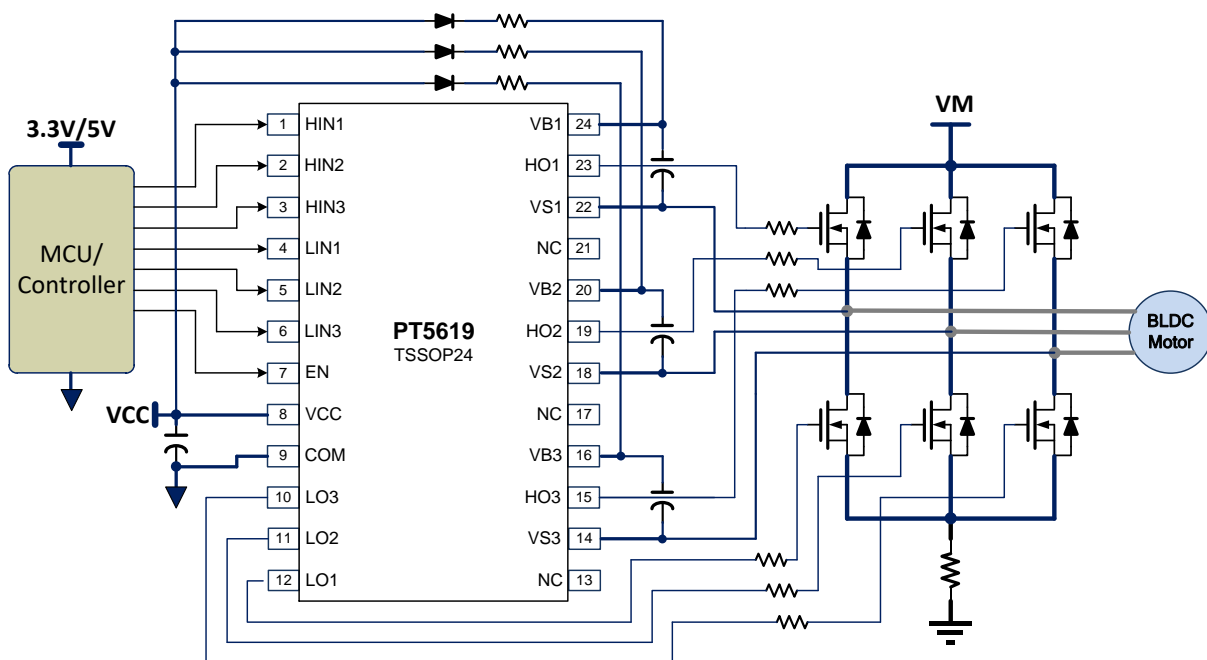 3.3V/5V
MCU/
Controller
VCC
1 HIN1
2 HIN2
3 HIN3
4 LIN1
5 LIN2
6 LIN3
7 EN
8 VCC
9 COM
10 LO3
11 LO2
12 LO1
PT5619
TSSOP24
VB1 24
HO1 23
VS1 22
NC 21
VB2 20
HO2 19
VS2 18
NC 17
VB3 16
HO3 15
VS3 14
NC 13
VM
BLDC
Motor